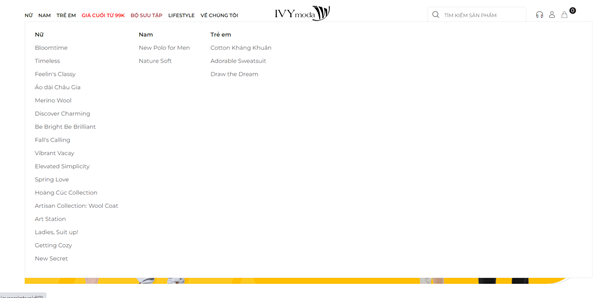 NỮ NAM TRẺ EM GIÁ CUỐI TỪ 99K BỘ SƯU TẬP LIFESTYLE VỀ CHÚNG TÔI
IVY moda
TÌM KIẾM SẢN PHẨM
0
Nữ
Bloomtime
Timeless
Feelin's Classy
Áo dài Châu Gia
Merino Wool
Discover Charming
Be Bright Be Brilliant
Fall's Calling
Vibrant Vacay
Elevated Simplicity
Spring Love
Hoàng Cúc Collection
Artisan Collection: Wool Coat
Art Station
Ladies, Suit up!
Getting Cozy
New Secret
Nam
New Polo for Men
Nature Soft
Trẻ em
Cotton Kháng Khuẩn
Adorable Sweatsuit
Draw the Dream